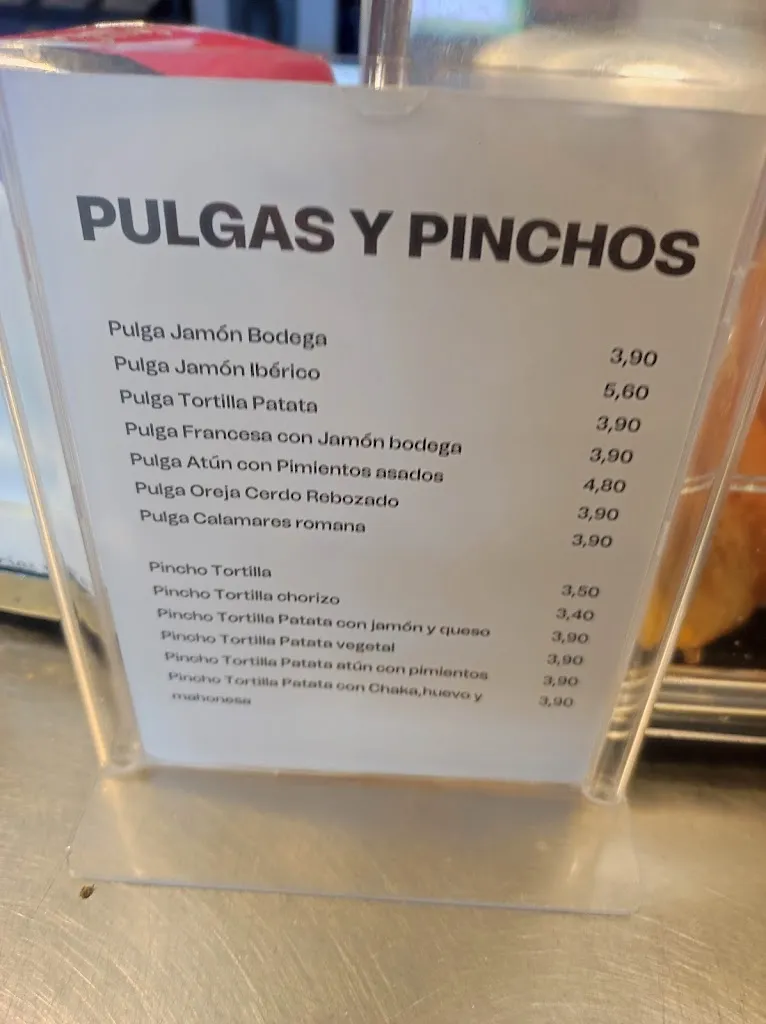 PULGAS Y PINCHOS
Pulga Jamón Bodega 3,90
Pulga Jamón Ibérico 5,60
Pulga Tortilla Patata 3,90
Pulga Francesa con Jamón bodega 3,90
Pulga Atún con Pimientos asados 4,80
Pulga Oreja Cerdo Rebozado 3,90
Pulga Calamares romana 3,90
Pincho Tortilla 3,50
Pincho Tortilla chorizo 3,40
Pincho Tortilla Patata con jamón y queso 3,90
Pincho Tortilla Patata vegetal 3,90
Pincho Tortilla Patata atún con pimientos 3,90
Pincho Tortilla Patata con Chaka,huevo y 3,90
mahonesa